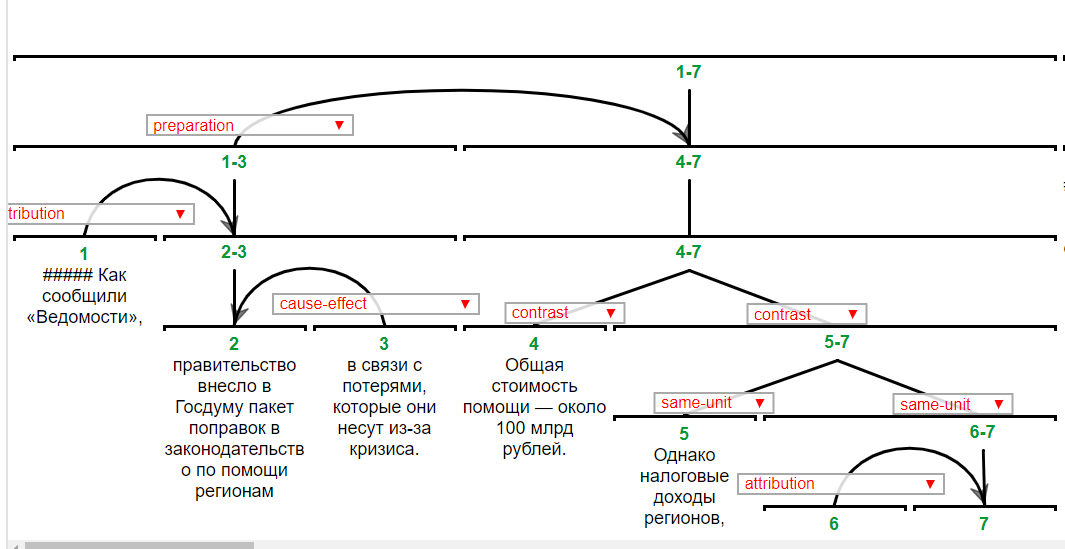 1-7
preparation ▼
1-3
4-7
tribution ▼
1
2-3
4-7
##### Как
сообщили
«Ведомости»,
cause-effect ▼
contrast ▼
contrast ▼
2
правительство
внесло в
Госдуму пакет
поправок в
законодательств
о по помощи
регионам
3
в связи с
потерями,
которые они
несут из-за
кризиса.
4
Общая
стоимость
помощи — около
100 млрд
рублей.
5-7
same-unit ▼
same-unit ▼
5
Однако
налоговые
доходы
регионов,
6-7
attribution ▼
6
7